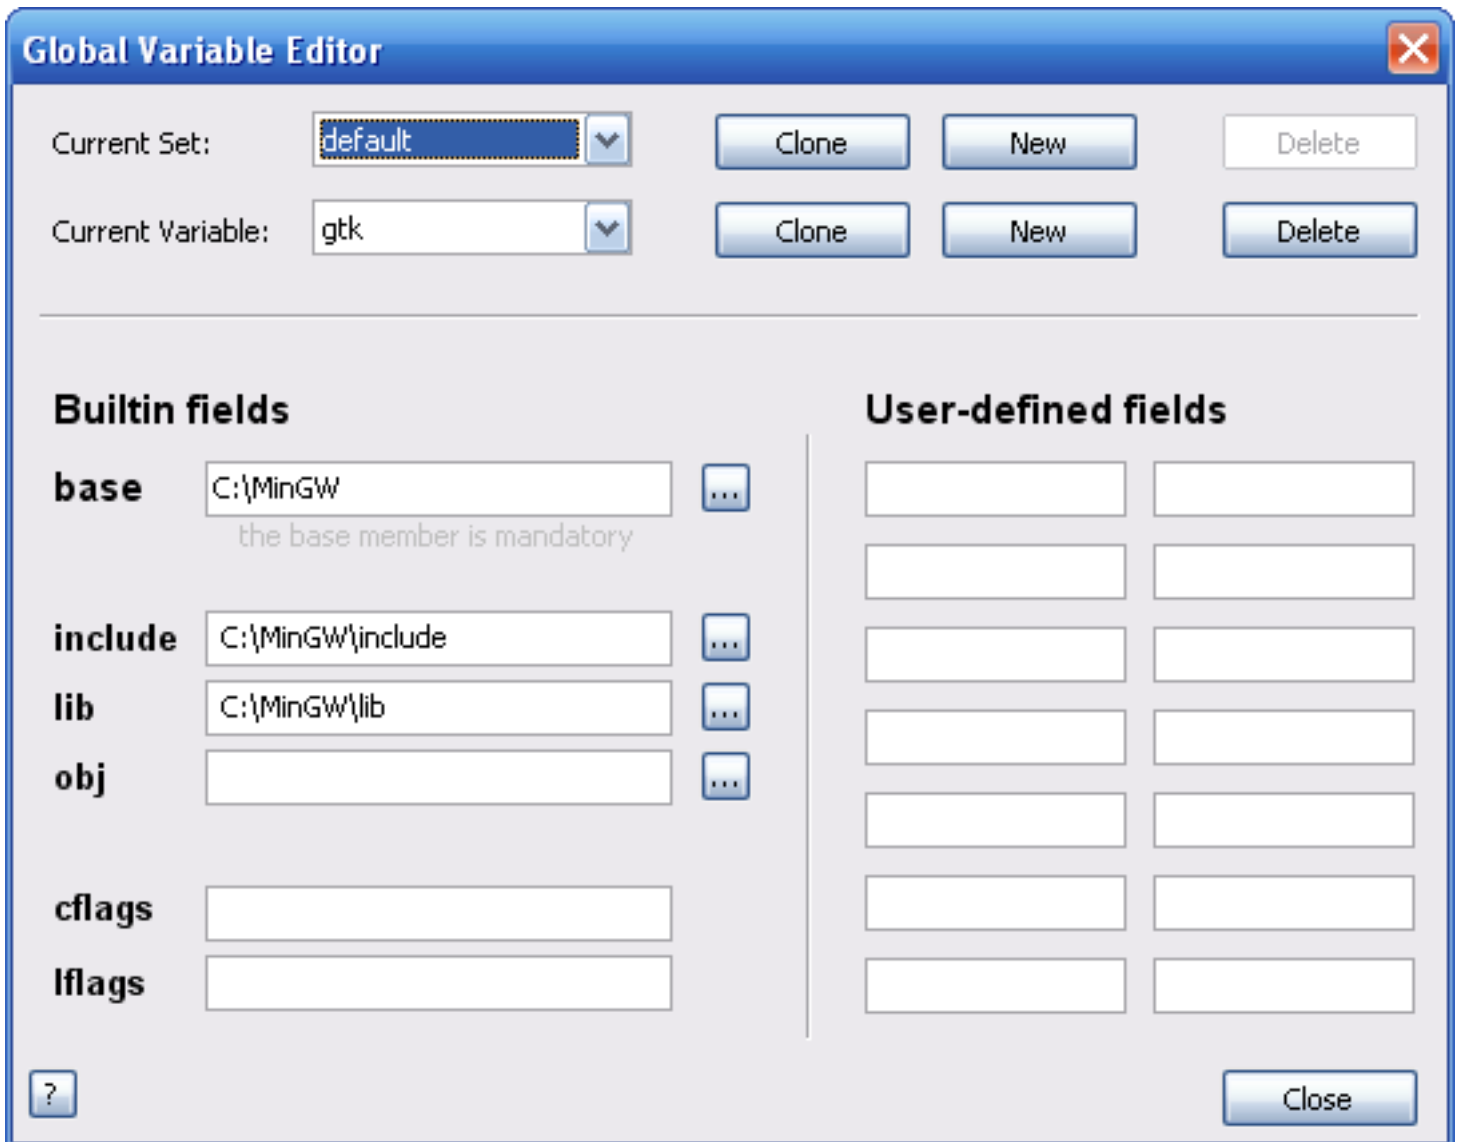 Global Variable Editor
Current Set: default Clone New Delete
Current Variable: gtk Clone New Delete
Builtin fields User-defined fields
base C:\MinGW ...
the base member is mandatory
include C:\MinGW\include ...
lib C:\MinGW\lib ...
obj ...
cflags
lflags
? Close